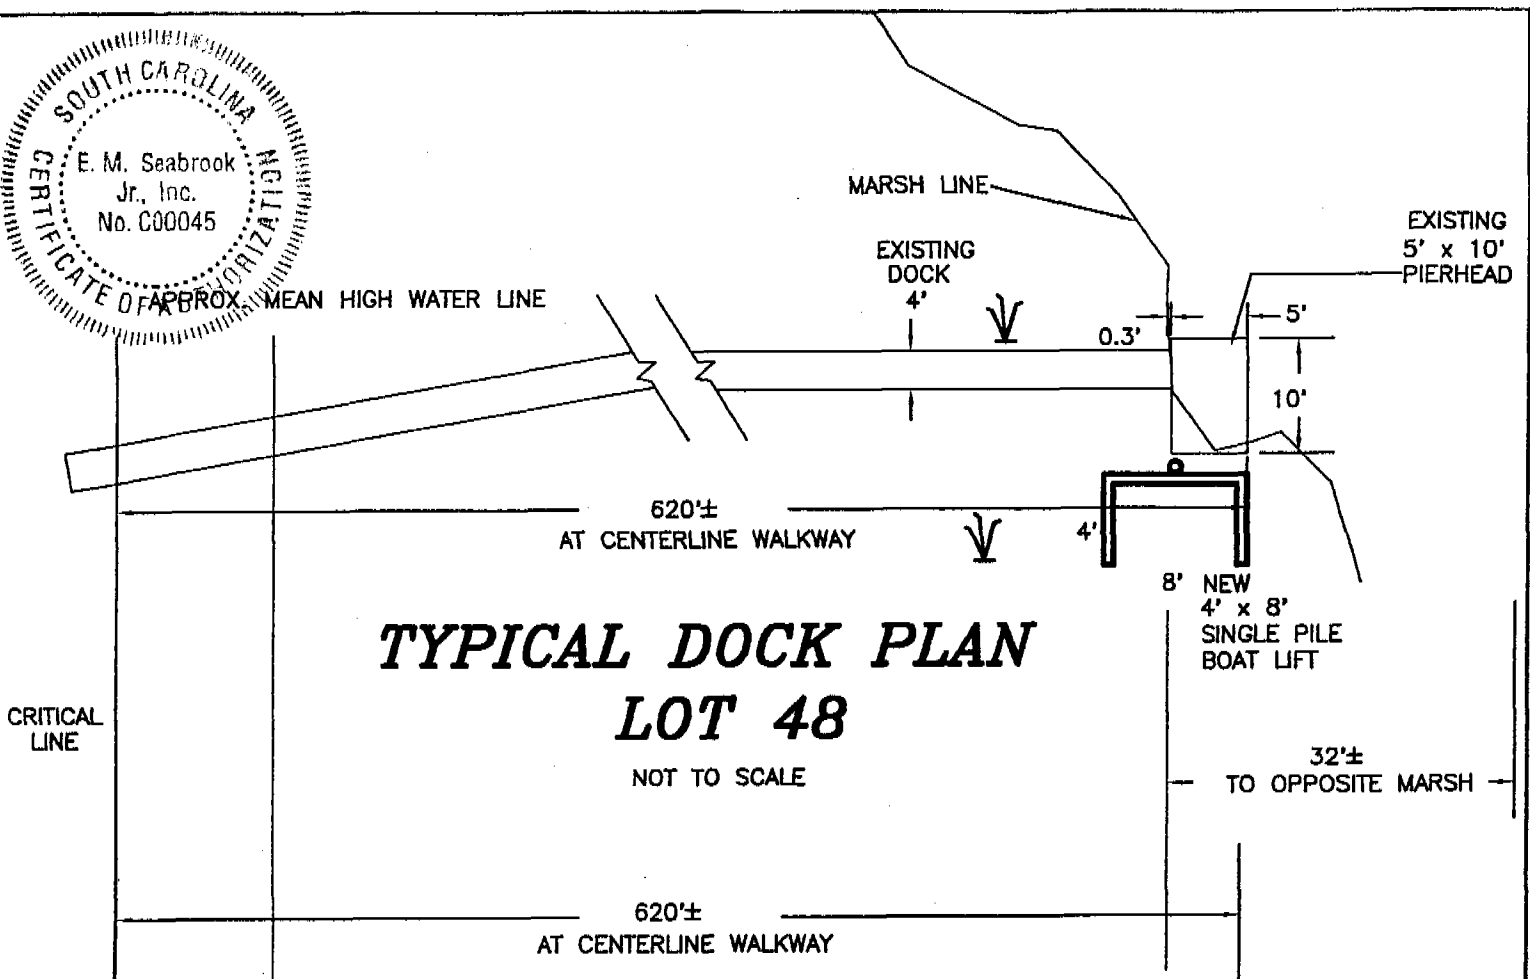 SOUTH CAROLINA
CERTIFICATE OF AUTHORIZATION
E. M. Seabrook
Jr., Inc.
No. C00045
APPROX. MEAN HIGH WATER LINE
MARSH LINE
EXISTING
DOCK
4'
EXISTING
5' x 10'
PIERHEAD
0.3'
5'
10'
620'±
AT CENTERLINE WALKWAY
4'
8'
NEW
4' x 8'
SINGLE PILE
BOAT LIFT
TYPICAL DOCK PLAN
LOT 48
NOT TO SCALE
CRITICAL
LINE
32'±
TO OPPOSITE MARSH
620'±
AT CENTERLINE WALKWAY